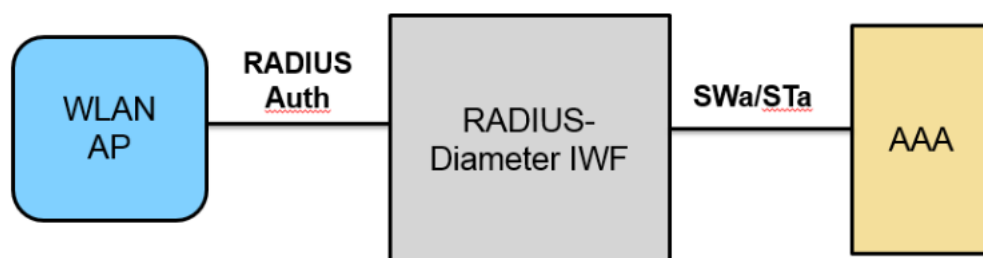 WLAN
AP
RADIUS
Auth
RADIUS-
Diameter IWF
SWa/STa
AAA